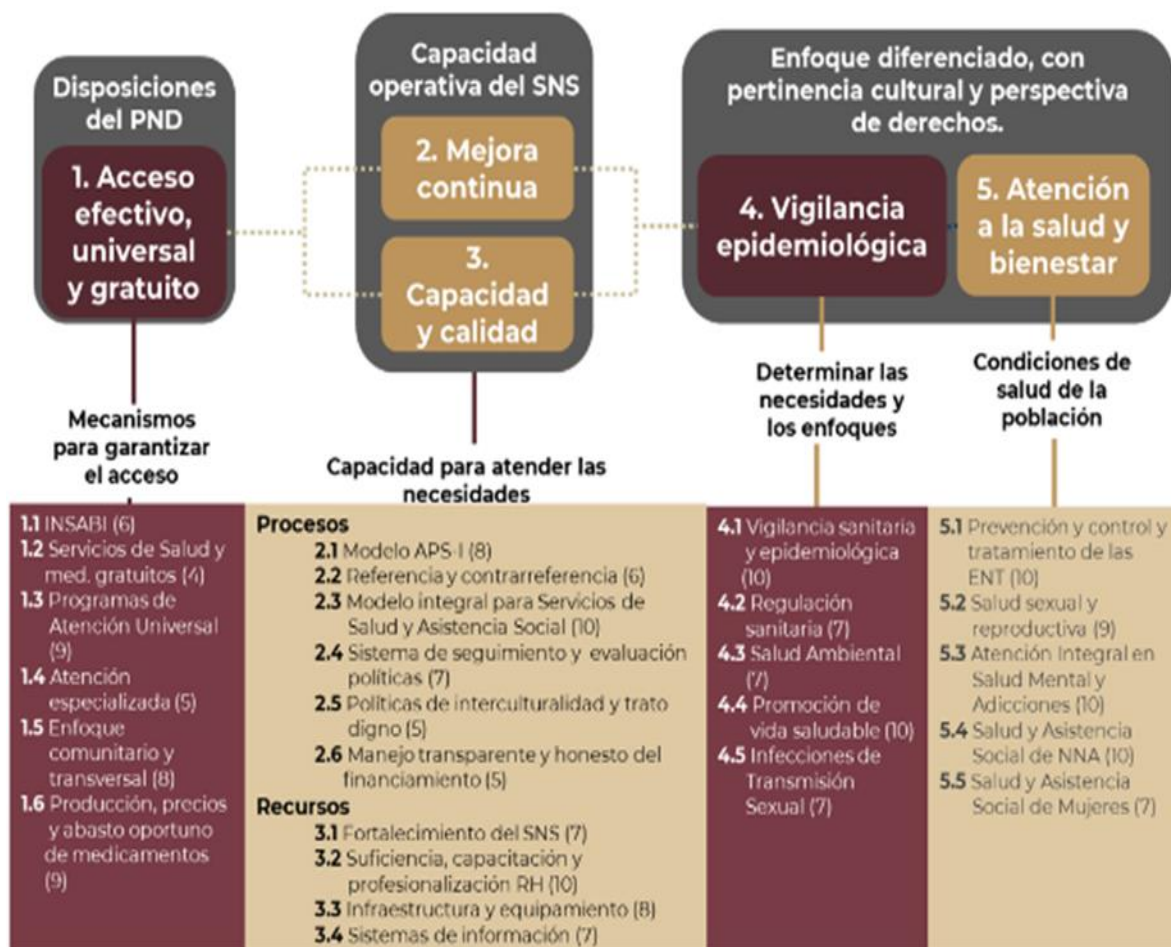 Disposiciones
del PND
1. Acceso
efectivo,
universal
y gratuito
Capacidad
operativa del SNS
2. Mejora
continua
3.
Capacidad
y calidad
Enfoque diferenciado, con
pertinencia cultural y perspectiva
de derechos.
4. Vigilancia
epidemiológica
5. Atención
a la salud y
bienestar
Mecanismos
para garantizar
el acceso
Capacidad para atender las
necesidades
Determinar las
necesidades y
los enfoques
Condiciones de
salud de la
población
1.1 INSABI (6)
1.2 Servicios de Salud y
med. gratuitos (4)
1.3 Programas de
Atención Universal
(9)
1.4 Atención
especializada (5)
1.5 Enfoque
comunitario y
transversal (8)
1.6 Producción, precios
y abasto oportuno
de medicamentos
(9)
Procesos
2.1 Modelo APS-I (8)
2.2 Referencia y contrarreferencia (6)
2.3 Modelo integral para Servicios de
Salud y Asistencia Social (10)
2.4 Sistema de seguimiento y evaluación
políticas (7)
2.5 Políticas de interculturalidad y trato
digno (5)
2.6 Manejo transparente y honesto del
financiamiento (5)
Recursos
3.1 Fortalecimiento del SNS (7)
3.2 Suficiencia, capacitación y
profesionalización RH (10)
3.3 Infraestructura y equipamiento (8)
3.4 Sistemas de información (7)
4.1 Vigilancia sanitaria
y epidemiológica
(10)
4.2 Regulación
sanitaria (7)
4.3 Salud Ambiental
(7)
4.4 Promoción de
vida saludable (10)
4.5 Infecciones de
Transmisión
Sexual (7)
5.1 Prevención y control y
tratamiento de las
ENT (10)
5.2 Salud sexual y
reproductiva (9)
5.3 Atención Integral en
Salud Mental y
Adicciones (10)
5.4 Salud y Asistencia
Social de NNA (10)
5.5 Salud y Asistencia
Social de Mujeres (7)